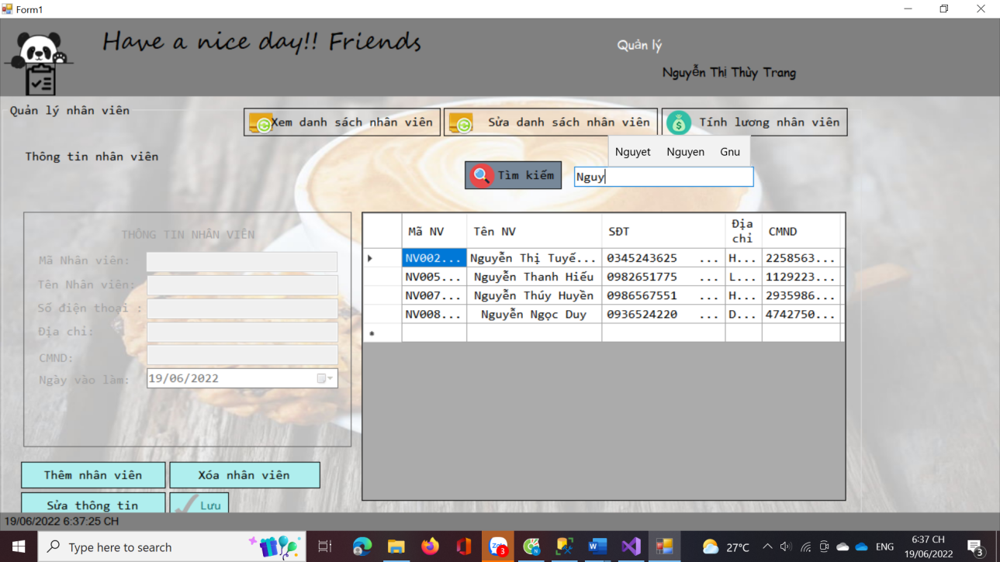 Form1
Have a nice day!! Friends
Quản lý
Nguyễn Thị Thùy Trang
Quản lý nhân viên
Xem danh sách nhân viên
Sửa danh sách nhân viên
Tính lương nhân viên
Thông tin nhân viên
Nguyet Nguyen Gnu
Tìm kiếm
Nguy
THÔNG TIN NHÂN VIÊN
Mã Nhân viên:
Tên Nhân viên:
Số điện thoại :
Địa chỉ:
CMND:
Ngày vào làm: 19/06/2022
Mã NV Tên NV SĐT Địa chỉ CMND
NV002... Nguyễn Thị Tuyế... 0345243625 ... H... 2258563...
NV005... Nguyễn Thanh Hiếu 0982651775 ... L... 1129223...
NV007... Nguyễn Thúy Huyền 0986567551 ... H... 2935986...
NV008... Nguyễn Ngọc Duy 0936524220 ... D... 4742750...
Thêm nhân viên
Xóa nhân viên
Sửa thông tin
Lưu
19/06/2022 6:37:25 CH
Type here to search
27°C
ENG
6:37 CH
19/06/2022
3